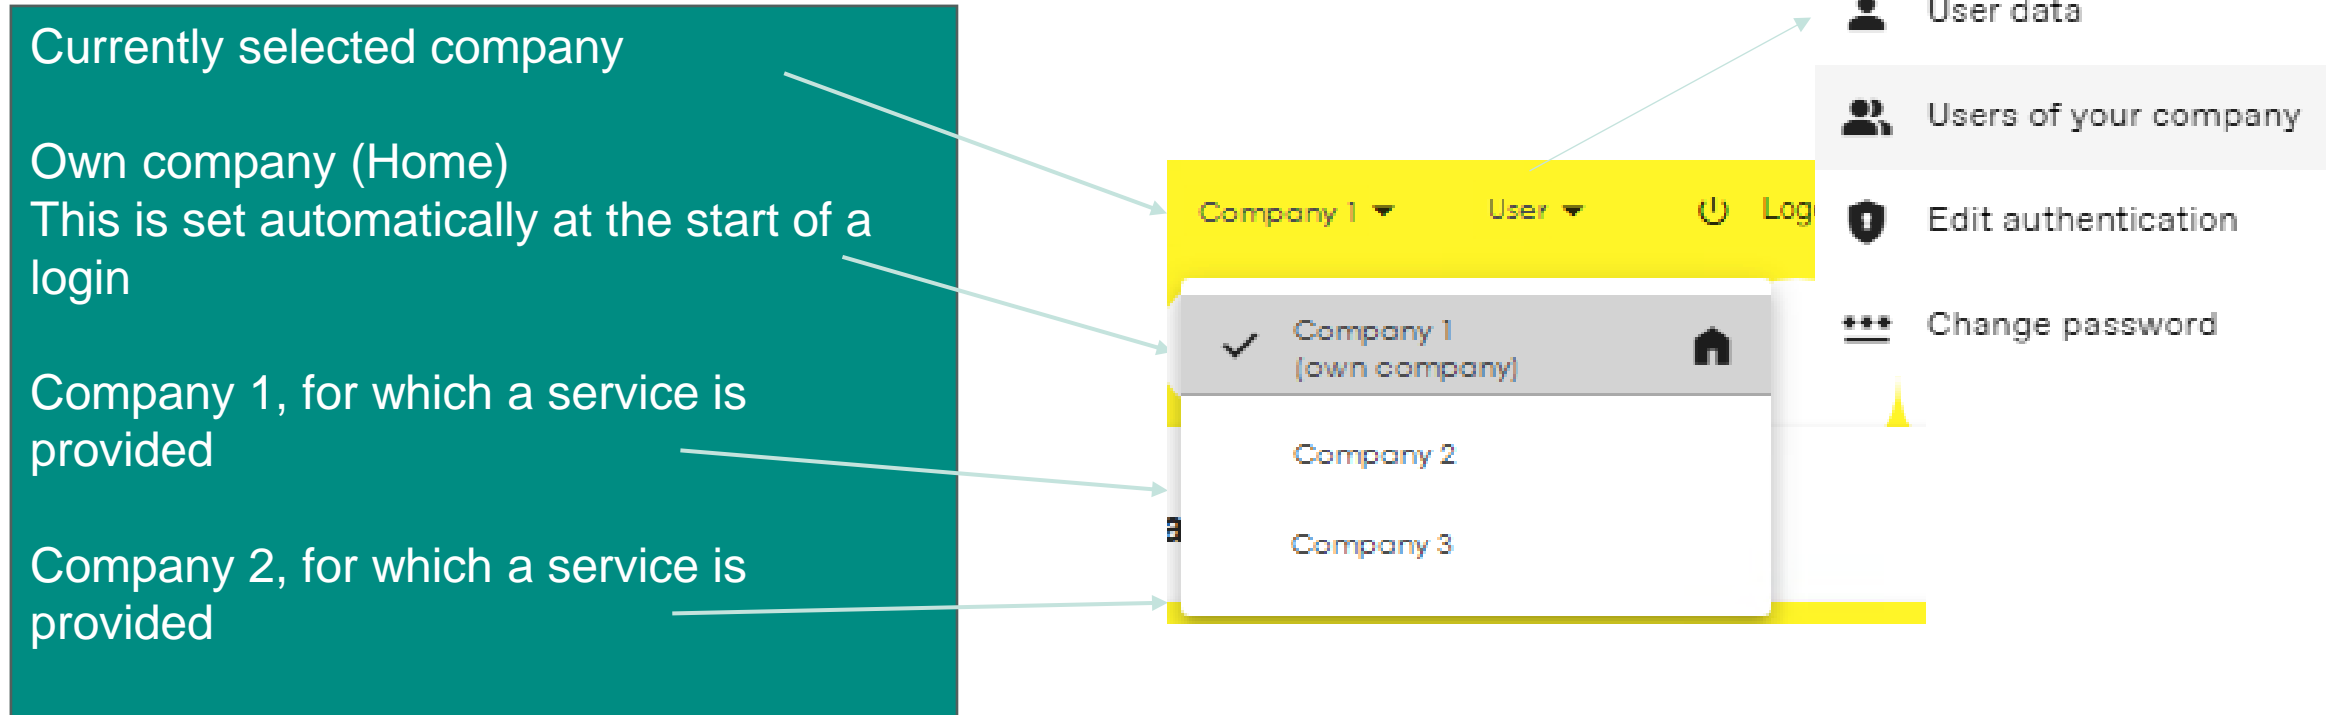 Currently selected company
Own company (Home)
This is set automatically at the start of a
login
Company 1, for which a service is
provided
Company 2, for which a service is
provided
Company 1
User
Company 1
(own company)
Company 2
Company 3
User data
Users of your company
Edit authentication
Change password